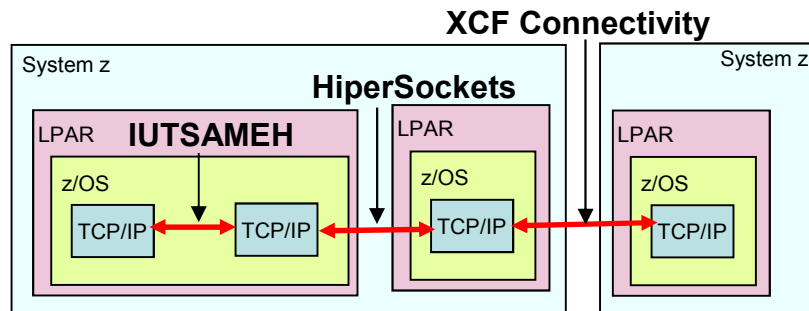 XCF Connectivity
System z
System z
HiperSockets
LPAR
IUTSAMEH
LPAR
LPAR
z/OS
z/OS
z/OS
TCP/IP
TCP/IP
TCP/IP
TCP/IP